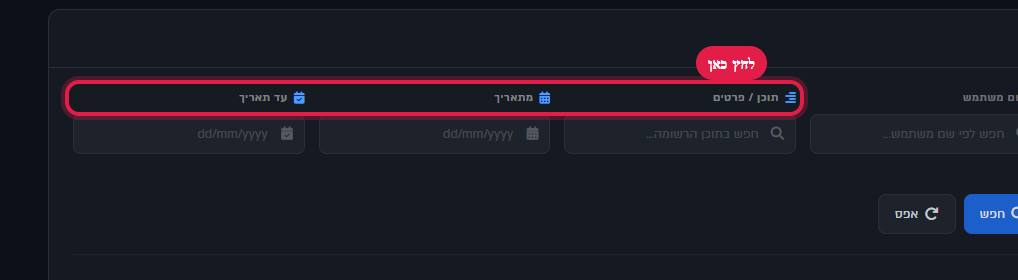 לחץ כאן
שם משתמש
תוכן / פרטים
מתאריך
עד תאריך
חפש לפי שם משתמש...
חפש בתוכן הרשומה...
dd/mm/yyyy
dd/mm/yyyy
חפש
אפס